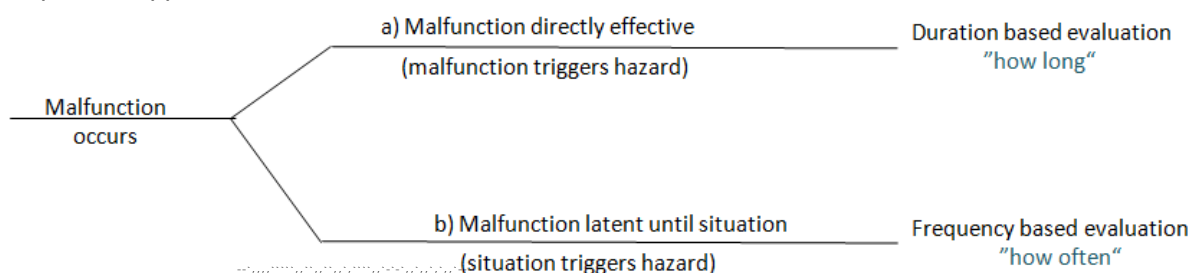 a) Malfunction directly effective
(malfunction triggers hazard)
Duration based evaluation
”how long“
Malfunction
occurs
b) Malfunction latent until situation
(situation triggers hazard)
Frequency based evaluation
”how often“